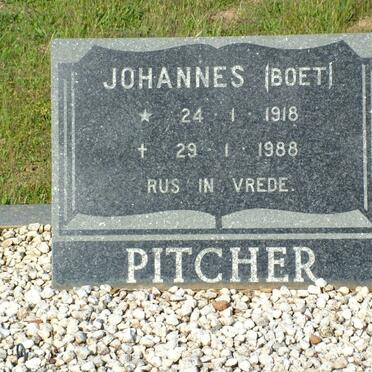 JOHANNES (BOET)
★ 24 · 1 · 1918
✝ 29 · 1 · 1988
RUS IN VREDE.
PITCHER